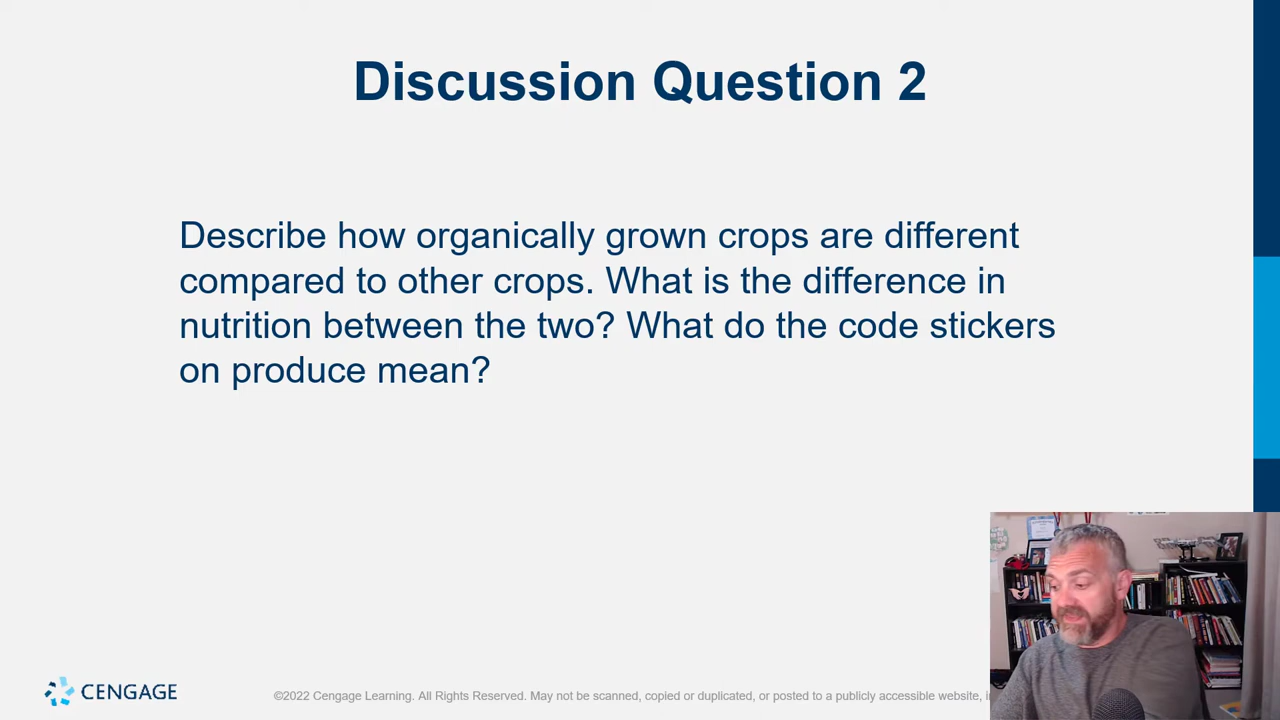 Discussion Question 2
Describe how organically grown crops are different
compared to other crops. What is the difference in
nutrition between the two? What do the code stickers
on produce mean?
CENGAGE
©2022 Cengage Learning. All Rights Reserved. May not be scanned, copied or duplicated, or posted to a publicly accessible website,